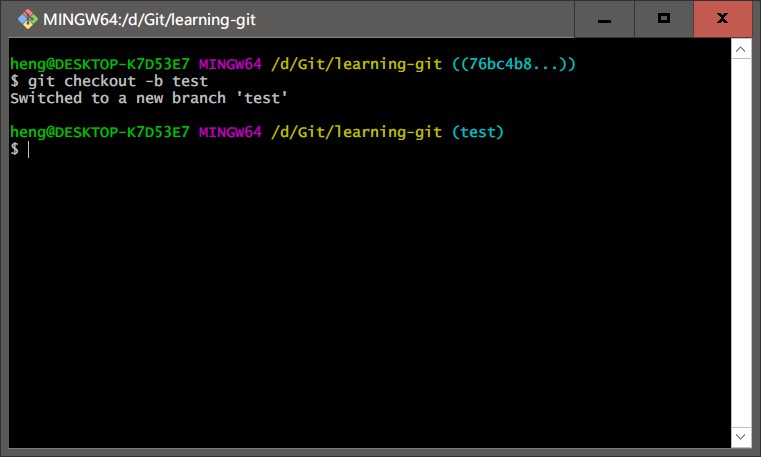 MINGW64:/d/Git/learning-git
heng@DESKTOP-K7D53E7 MINGW64 /d/Git/learning-git ((76bc4b8...))
$ git checkout -b test
Switched to a new branch 'test'
heng@DESKTOP-K7D53E7 MINGW64 /d/Git/learning-git (test)
$